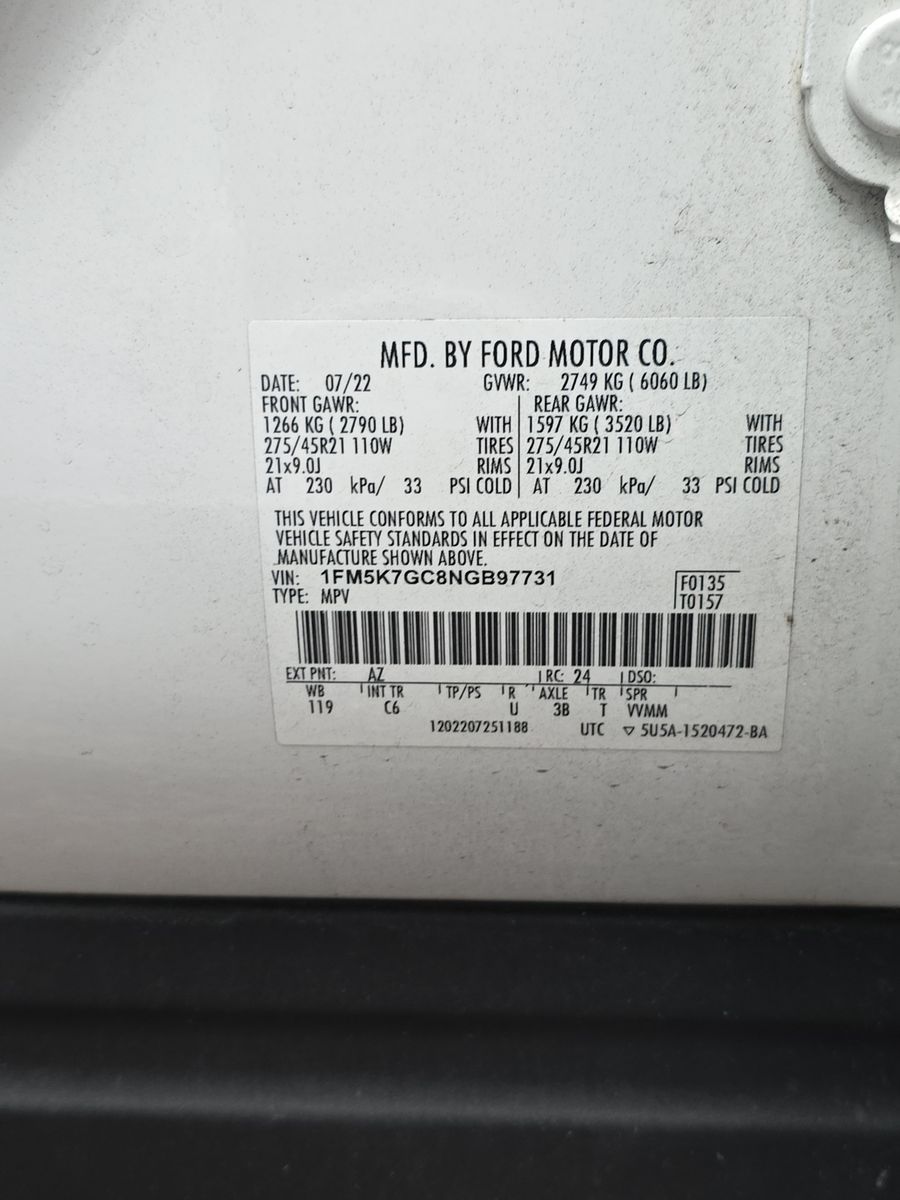 MFD. BY FORD MOTOR CO.
DATE: 07/22 GVWR: 2749 KG ( 6060 LB)
FRONT GAWR: REAR GAWR:
1266 KG ( 2790 LB) WITH 1597 KG ( 3520 LB) WITH
275/45R21 110W TIRES 275/45R21 110W TIRES
21x9.0J RIMS 21x9.0J RIMS
AT 230 kPa/ 33 PSI COLD AT 230 kPa/ 33 PSI COLD
THIS VEHICLE CONFORMS TO ALL APPLICABLE FEDERAL MOTOR
VEHICLE SAFETY STANDARDS IN EFFECT ON THE DATE OF
MANUFACTURE SHOWN ABOVE.
VIN: 1FM5K7GC8NGB97731 F0135
TYPE: MPV T0157
EXT PNT: AZ RC: 24 DSO:
WB INT TR TP/PS R AXLE TR SPR
119 C6 U 3B T VVMM
1202207251188 UTC ▽ 5U5A-1520472-BA